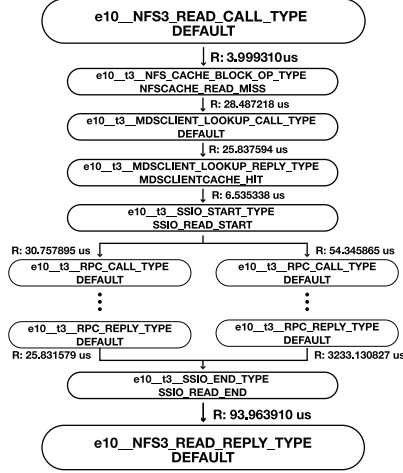 e10__NFS3_READ_CALL_TYPE
DEFAULT
R: 3.999310us
e10__t3__NFS_CACHE_BLOCK_OP_TYPE
NFSCACHE_READ_MISS
R: 28.487218 us
e10__t3__MDSCLIENT_LOOKUP_CALL_TYPE
DEFAULT
R: 25.837594 us
e10__t3__MDSCLIENT_LOOKUP_REPLY_TYPE
MDSCLIENTCACHE_HIT
R: 6.535338 us
e10__t3__SSIO_START_TYPE
SSIO_READ_START
R: 30.757895 us R: 54.345865 us
e10__t3__RPC_CALL_TYPE e10__t3__RPC_CALL_TYPE
DEFAULT DEFAULT
e10__t3__RPC_REPLY_TYPE e10__t3__RPC_REPLY_TYPE
DEFAULT DEFAULT
R: 25.831579 us R: 3233.130827 us
e10__t3__SSIO_END_TYPE
SSIO_READ_END
R: 93.963910 us
e10__NFS3_READ_REPLY_TYPE
DEFAULT